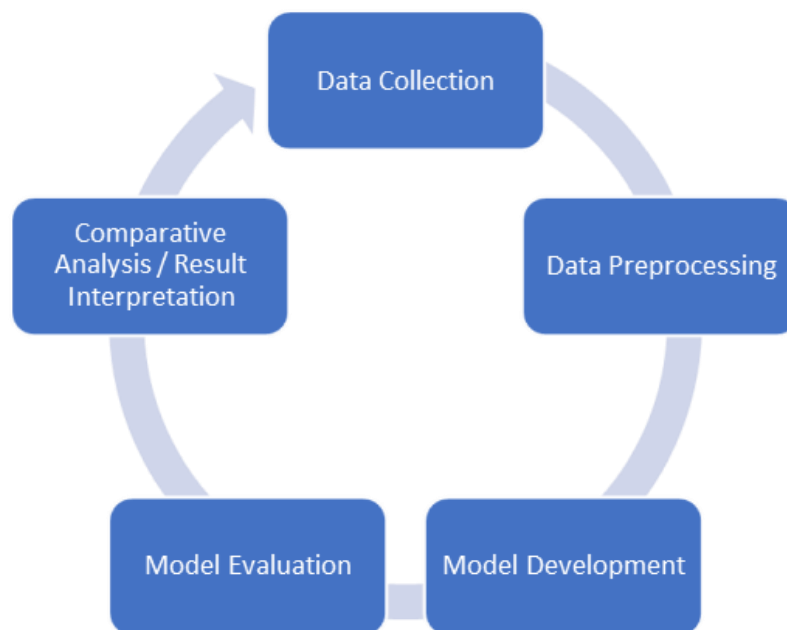 Data Collection
Data Preprocessing
Model Development
Model Evaluation
Comparative
Analysis / Result
Interpretation